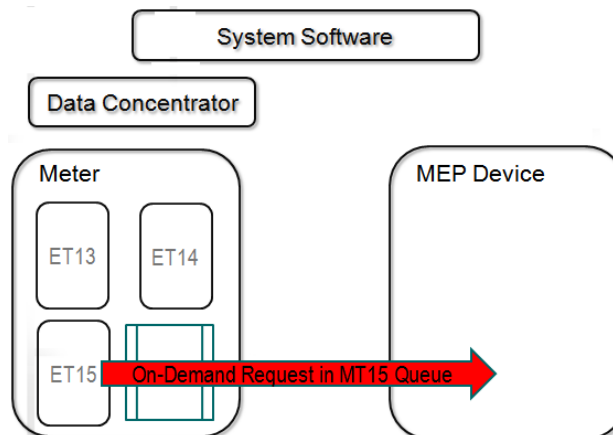 System Software
Data Concentrator
Meter
MEP Device
ET13
ET14
ET15
On-Demand Request in MT15 Queue